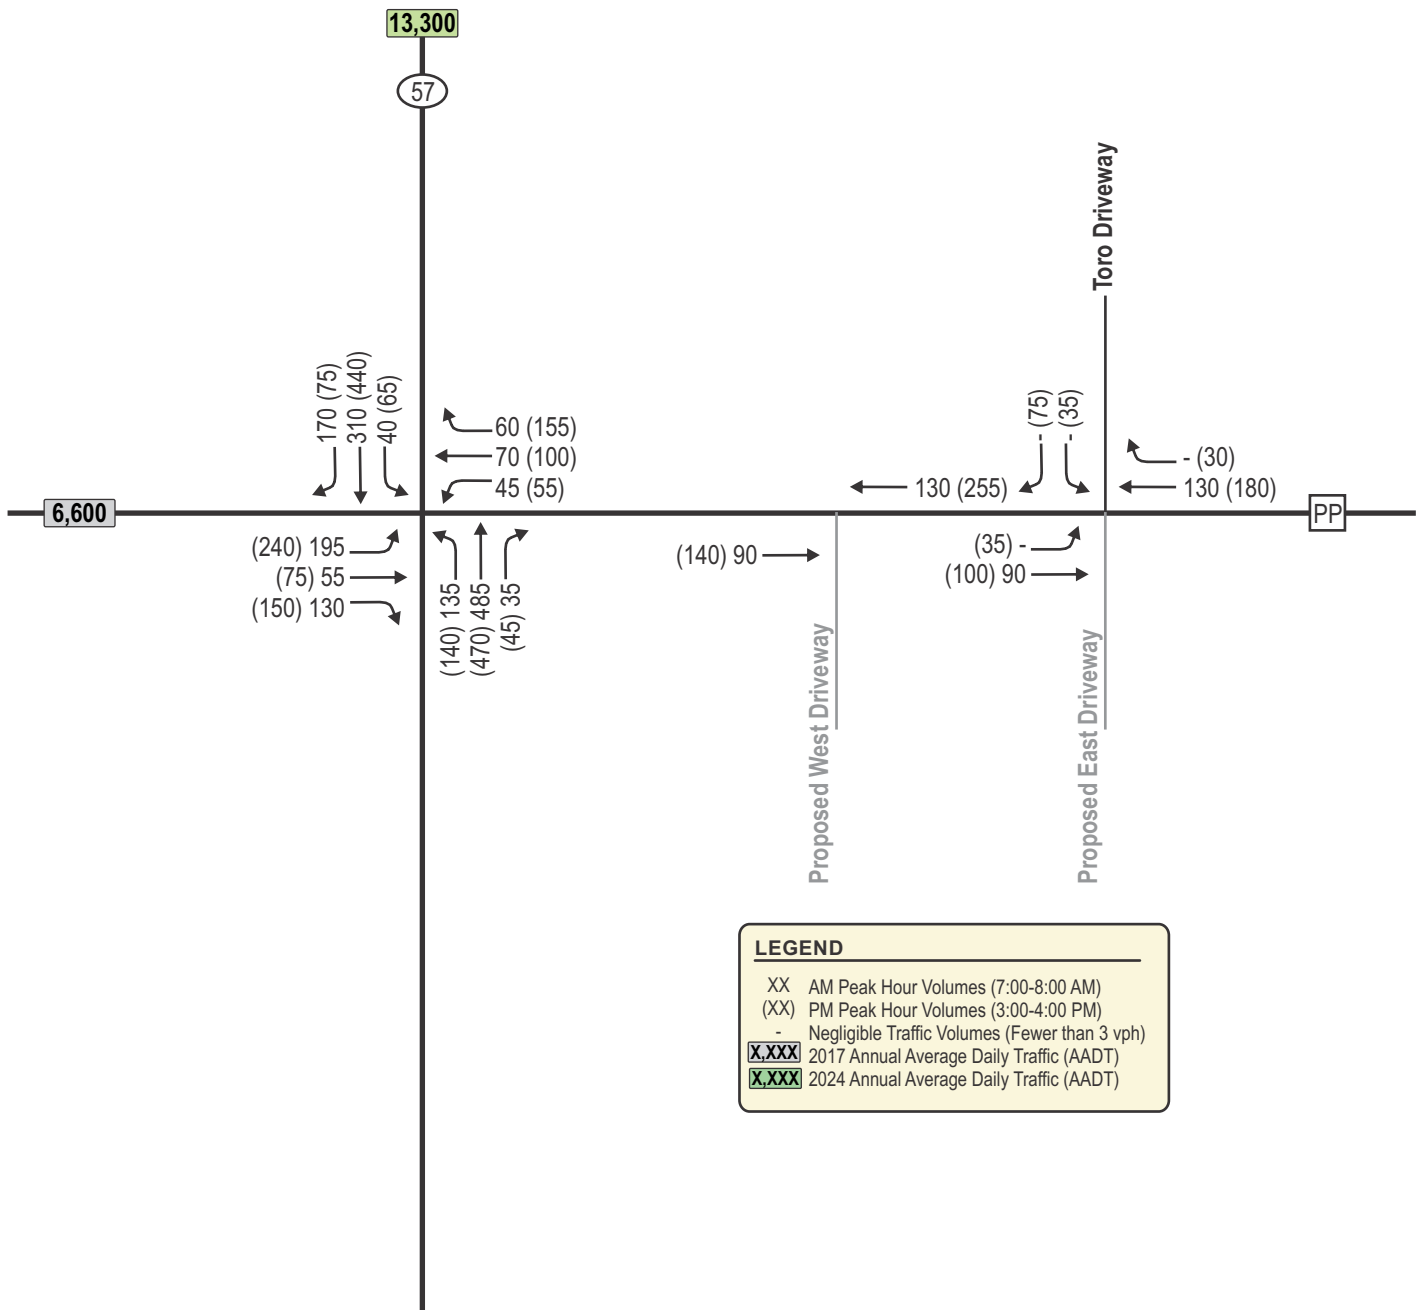 13,300
57
Toro Driveway
170 (75)
310 (440)
40 (65)
60 (155)
70 (100)
45 (55)
- (75)
- (35)
- (30)
130 (255)
130 (180)
6,600
PP
(240) 195
(75) 55
(150) 130
(140) 135
(470) 485
(45) 35
(140) 90
(35) -
(100) 90
Proposed West Driveway
Proposed East Driveway
LEGEND
XX AM Peak Hour Volumes (7:00-8:00 AM)
(XX) PM Peak Hour Volumes (3:00-4:00 PM)
- Negligible Traffic Volumes (Fewer than 3 vph)
X,XXX 2017 Annual Average Daily Traffic (AADT)
X,XXX 2024 Annual Average Daily Traffic (AADT)